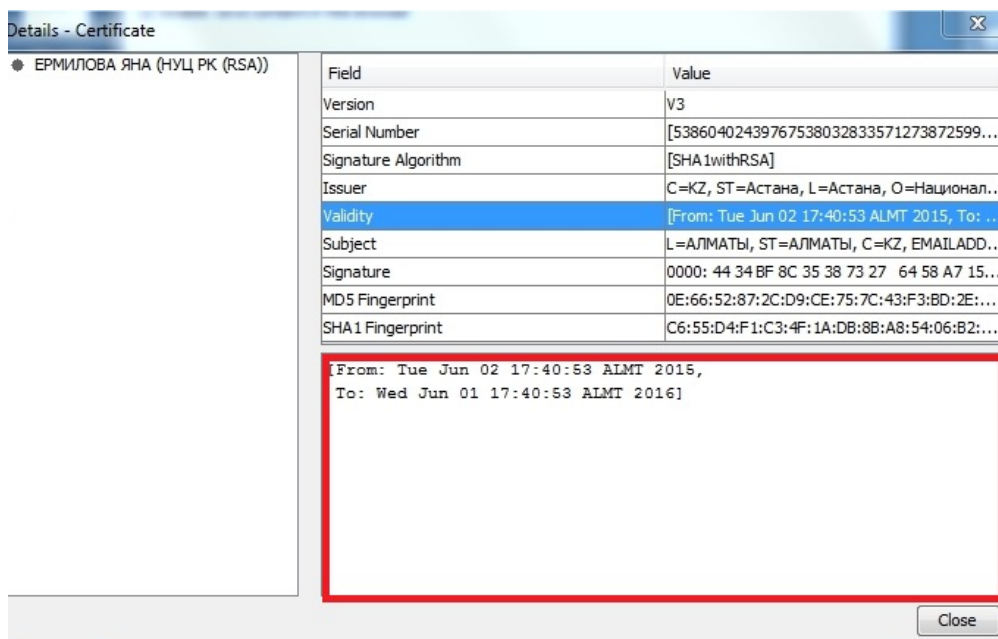 Details - Certificate
ЕРМИЛОВА ЯНА (НУЦ РК (RSA))
Field Value
Version V3
Serial Number [538604024397675380328335712738725​99...
Signature Algorithm [SHA1withRSA]
Issuer C=KZ, ST=Астана, L=Астана, O=Национал..
Validity [From: Tue Jun 02 17:40:53 ALMT 2015, To: ..
Subject L=АЛМАТЫ, ST=АЛМАТЫ, C=KZ, EMAILADD..
Signature 0000: 44 34 BF 8C 35 38 73 27 64 58 A7 15...
MD5 Fingerprint 0E:66:52:87:2C:D9:CE:75:7C:43:F3:BD:2E:...
SHA1 Fingerprint C6:55:D4:F1:C3:4F:1A:DB:8B:A8:54:06:B2:...
[From: Tue Jun 02 17:40:53 ALMT 2015,
To: Wed Jun 01 17:40:53 ALMT 2016]
Close